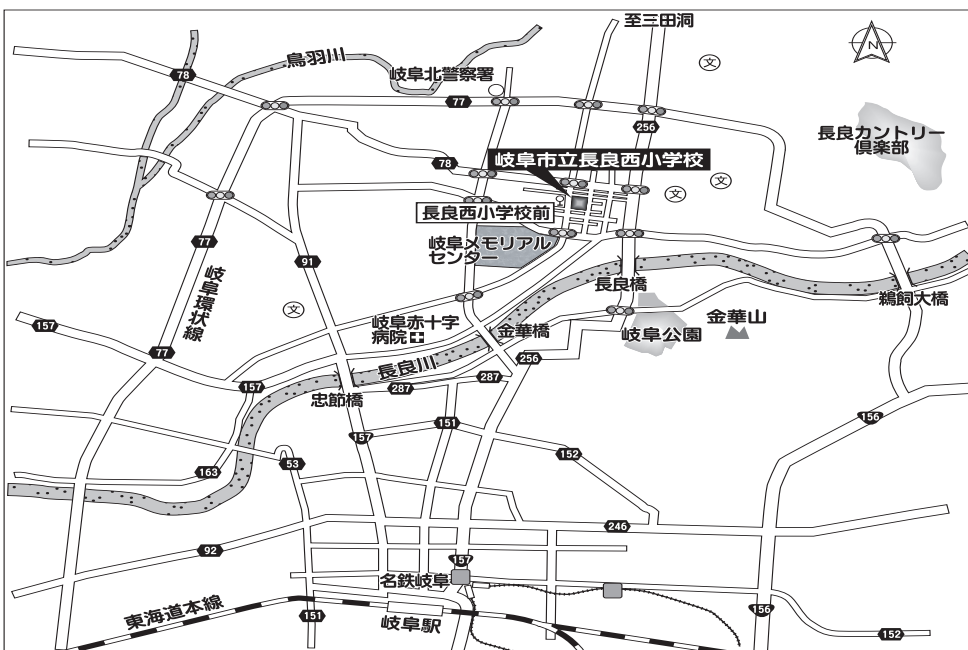 至三田洞
N
鳥羽川
文
岐阜北警察署
78
77
256
長良カントリー
倶楽部
78
岐阜市立長良西小学校
文
文
長良西小学校前
岐阜メモリアル
センター
77
91
岐阜環状線
長良橋
鵜飼大橋
文
157
岐阜赤十字
病院
金華橋
岐阜公園
金華山
77
256
長良川
157
287
287
忠節橋
151
156
157
152
163
53
246
92
157
名鉄岐阜
東海道本線
151
岐阜駅
156
152